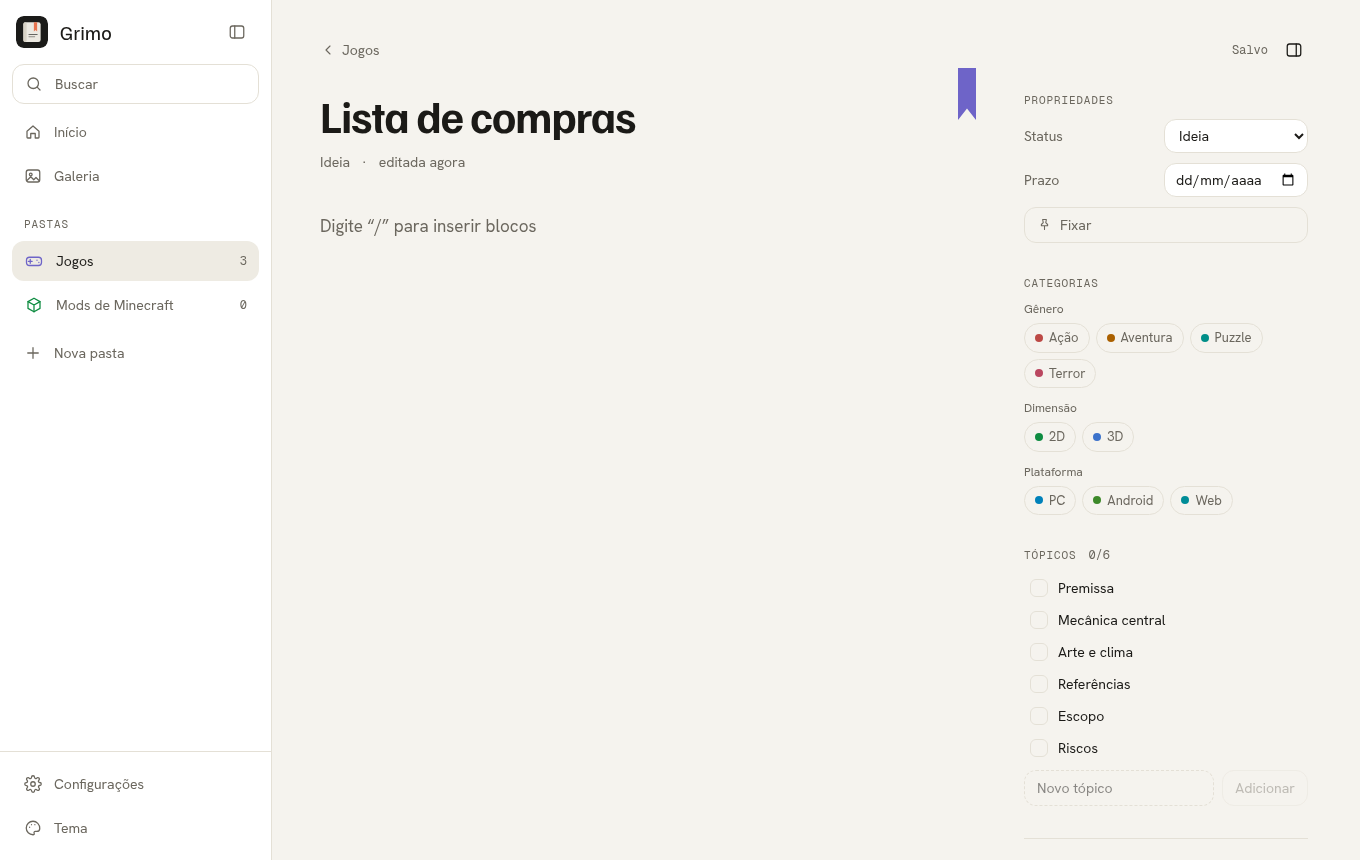 Grimo
Buscar
Início
Galeria
PASTAS
Jogos 3
Mods de Minecraft 0
Nova pasta
Configurações
Tema
Jogos
Salvo
Lista de compras
Ideia · editada agora
Digite “/” para inserir blocos
PROPRIEDADES
Status Ideia
Prazo dd/mm/aaaa
Fixar
CATEGORIAS
Gênero
Ação Aventura Puzzle
Terror
Dimensão
2D 3D
Plataforma
PC Android Web
TÓPICOS 0/6
Premissa
Mecânica central
Arte e clima
Referências
Escopo
Riscos
Novo tópico Adicionar